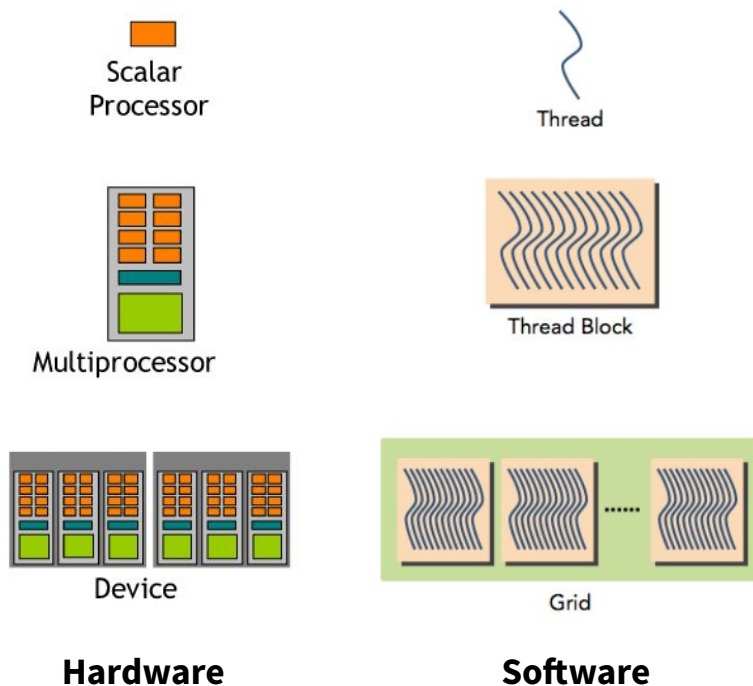 Scalar
Processor
Thread
Multiprocessor
Thread Block
Device
Grid
Hardware
Software